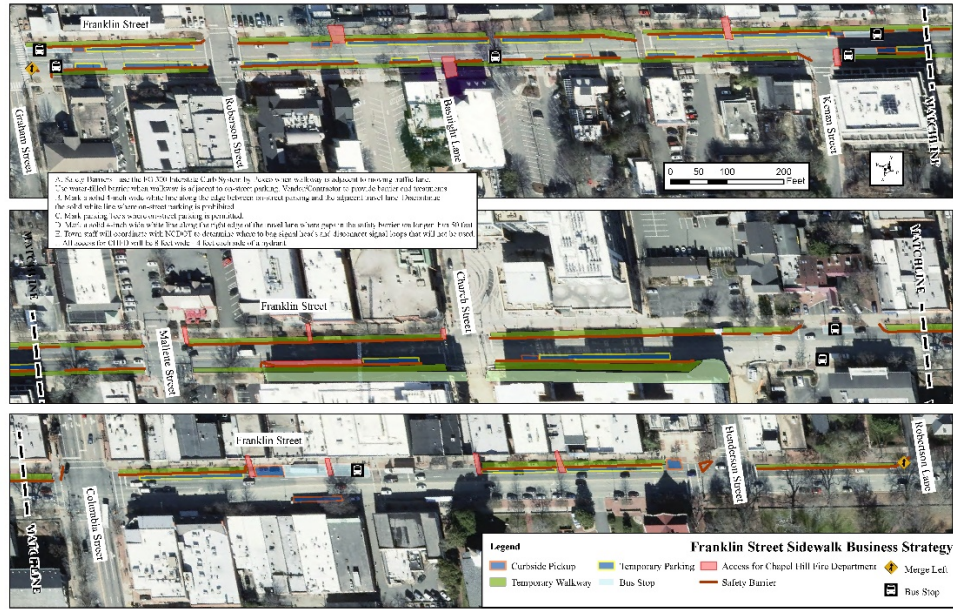 Franklin Street
Graham Street
Roberson Street
Basnight Lane
Kenan Street
MATCHLINE
0 50 100 200
Feet
N
A. Safety Barriers - use the FG 300 Interstate Curb System by Pexco when walkway is adjacent to moving traffic lane.
Use water-filled barrier when walkway is adjacent to on-street parking. Vendor/Contractor to provide barrier end treatments.
B. Mark a solid 4-inch wide white line along the edge between on-street parking and the adjacent travel lane. Discontinue
the solid white line where on-street parking is prohibited.
C. Mark parking Tee's where on-street parking is permitted.
D. Mark a solid 4-inch wide white line along the right edge of the travel lane where gaps in the safety barrier are longer than 50 feet.
E. Town staff will coordinate with NCDOT to determine where to bag signal heads and disconnect signal loops that will not be used.
All access for CHFD will be 8 feet wide - 4 feet each side of a hydrant.
MATCHLINE
Franklin Street
Mallette Street
Church Street
MATCHLINE
MATCHLINE
Franklin Street
Columbia Street
Henderson Street
Robertson Lane
Legend
Franklin Street Sidewalk Business Strategy
Curbside Pickup
Temporary Parking
Access for Chapel Hill Fire Department
Merge Left
Temporary Walkway
Bus Stop
Safety Barrier
Bus Stop